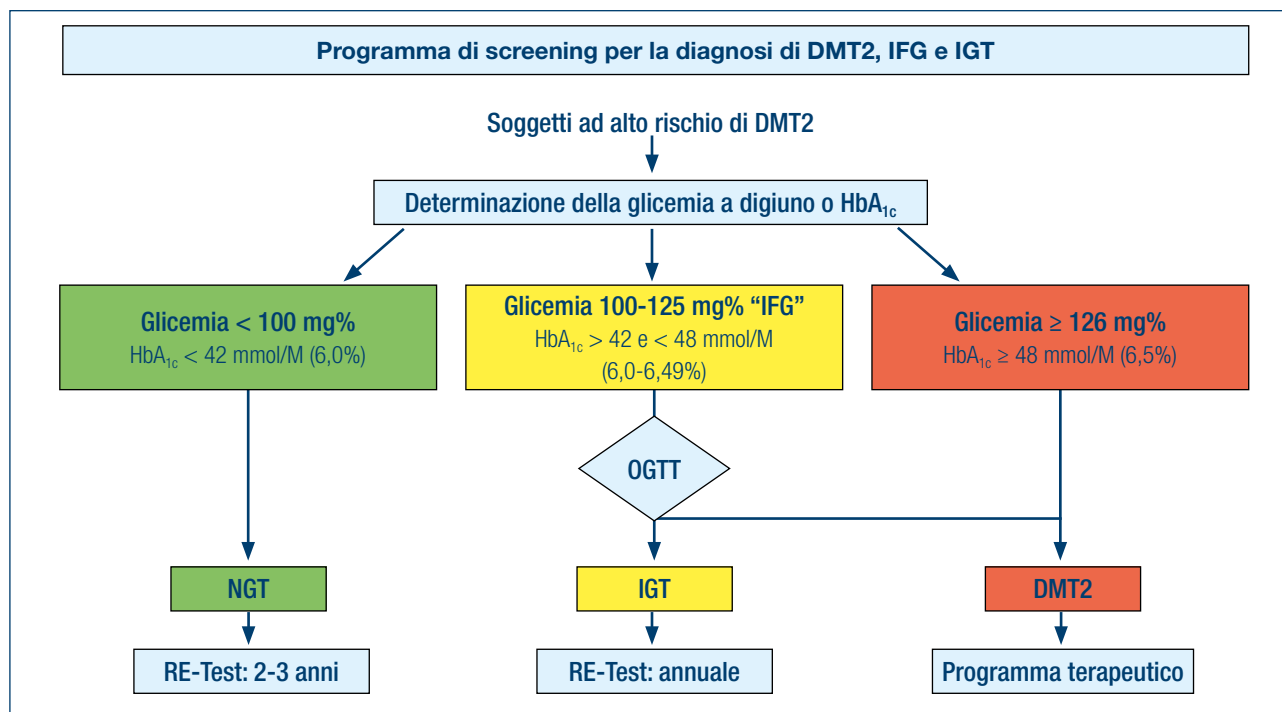 Programma di screening per la diagnosi di DMT2, IFG e IGT
Soggetti ad alto rischio di DMT2
Determinazione della glicemia a digiuno o HbA1c
Glicemia < 100 mg%
HbA1c < 42 mmol/M (6,0%)
Glicemia 100-125 mg% “IFG”
HbA1c > 42 e < 48 mmol/M
(6,0-6,49%)
Glicemia ≥ 126 mg%
HbA1c ≥ 48 mmol/M (6,5%)
OGTT
NGT
IGT
DMT2
RE-Test: 2-3 anni
RE-Test: annuale
Programma terapeutico